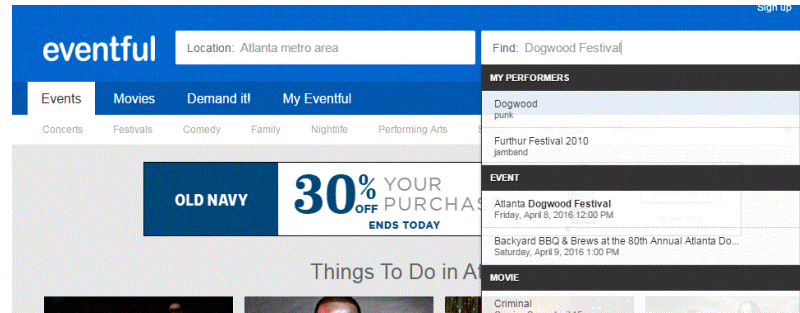 Sign up
eventful
Location: Atlanta metro area
Find: Dogwood Festival
MY PERFORMERS
Dogwood
punk
Furthur Festival 2010
jamband
EVENT
Atlanta Dogwood Festival
Friday, April 8, 2016 12:00 PM
Backyard BBQ & Brews at the 80th Annual Atlanta Do...
Saturday, April 9, 2016 1:00 PM
MOVIE
Criminal
Events Movies Demand it! My Eventful
Concerts Festivals Comedy Family Nightlife Performing Arts
OLD NAVY
30% OFF YOUR PURCHAS
ENDS TODAY
Things To Do in At